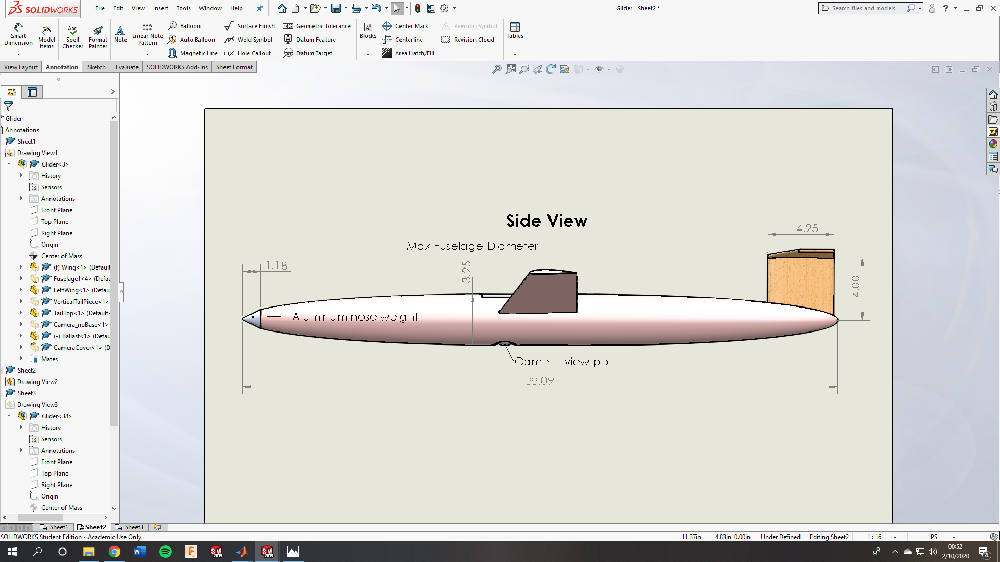 SOLIDWORKS
File Edit View Insert Tools Window Help
Glider - Sheet2 *
Search files and models
Smart Dimension
Model Items
Spell Checker
Format Painter
Note
Linear Note Pattern
Balloon
Auto Balloon
Magnetic Line
Surface Finish
Weld Symbol
Hole Callout
Geometric Tolerance
Datum Feature
Datum Target
Blocks
Center Mark
Centerline
Area Hatch/Fill
Revision Symbol
Revision Cloud
Tables
View Layout Annotation Sketch Evaluate SOLIDWORKS Add-Ins Sheet Format
Glider
Annotations
Sheet1
Drawing View1
Glider<3>
History
Sensors
Annotations
Front Plane
Top Plane
Right Plane
Origin
Center of Mass
(f) Wing<1> (Default
Fuselage1<4> (Defau
LeftWing<1> (Defau
VerticalTailPiece<1>
TailTop<1> (Default<
Camera_noBase<1>
(-) Ballast<1> (Defau
CameraCover<1> (D
Mates
Sheet2
Drawing View2
Sheet3
Drawing View3
Glider<38>
History
Sensors
Annotations
Front Plane
Top Plane
Right Plane
Origin
Center of Mass
Side View
Max Fuselage Diameter
4.25
1.18
3.25
4.00
Aluminum nose weight
Camera view port
38.09
Sheet1 Sheet2 Sheet3
SOLIDWORKS Student Edition - Academic Use Only
11.37in 4.83in 0.00in Under Defined Editing Sheet2 1 : 16 IPS
00:52
2/10/2020
4